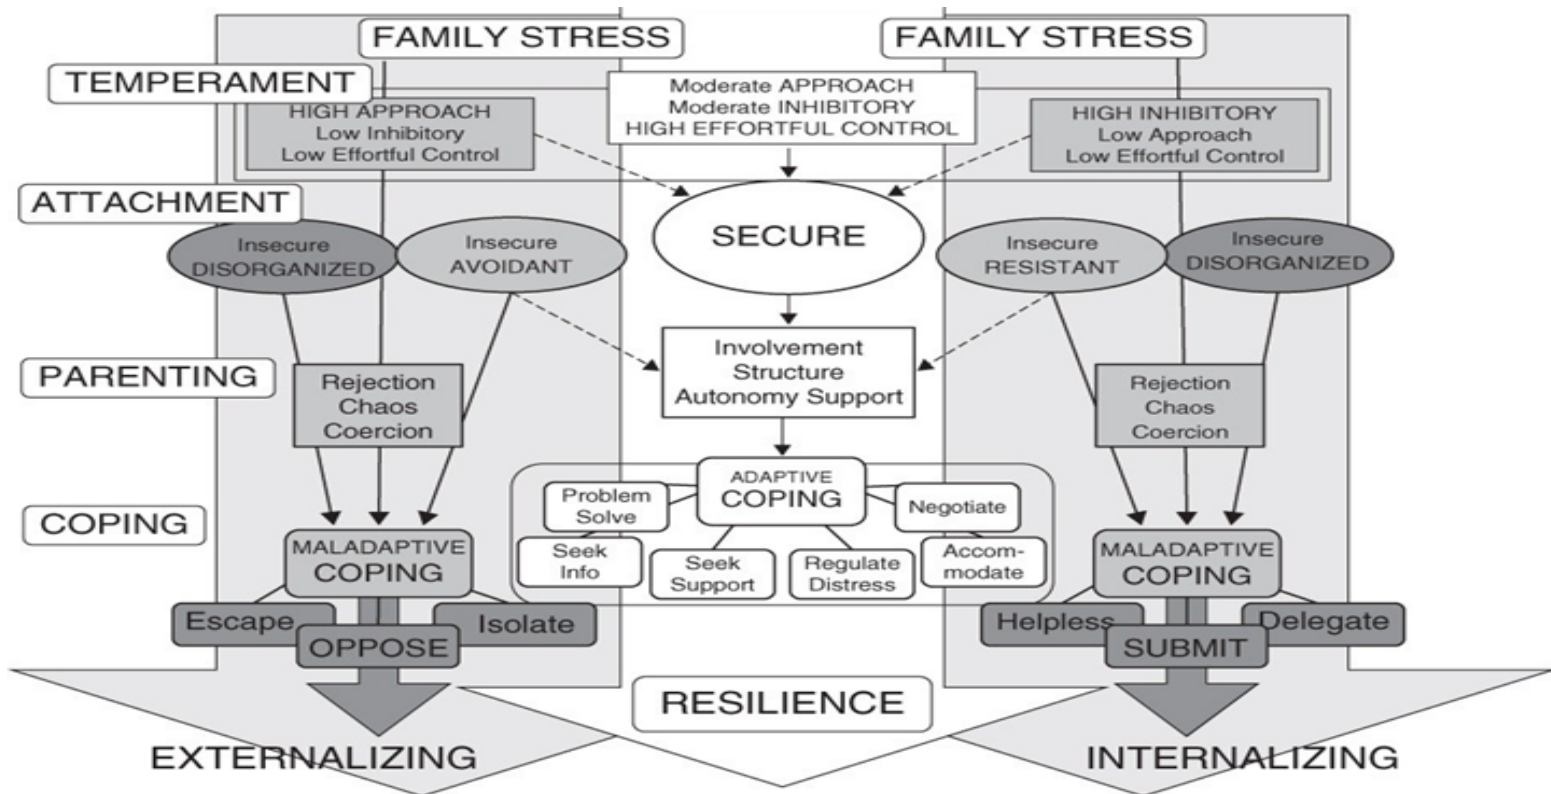 FAMILY STRESS
FAMILY STRESS
TEMPERAMENT
HIGH APPROACH
Low Inhibitory
Low Effortful Control
Moderate APPROACH
Moderate INHIBITORY
HIGH EFFORTFUL CONTROL
HIGH INHIBITORY
Low Approach
Low Effortful Control
ATTACHMENT
Insecure
DISORGANIZED
Insecure
AVOIDANT
SECURE
Insecure
RESISTANT
Insecure
DISORGANIZED
PARENTING
Rejection
Chaos
Coercion
Involvement
Structure
Autonomy Support
Rejection
Chaos
Coercion
COPING
MALADAPTIVE
COPING
Escape
OPPOSE
Isolate
ADAPTIVE
COPING
Problem
Solve
Seek
Info
Seek
Support
Regulate
Distress
Negotiate
Accom-
modate
MALADAPTIVE
COPING
Helpless
SUBMIT
Delegate
EXTERNALIZING
RESILIENCE
INTERNALIZING